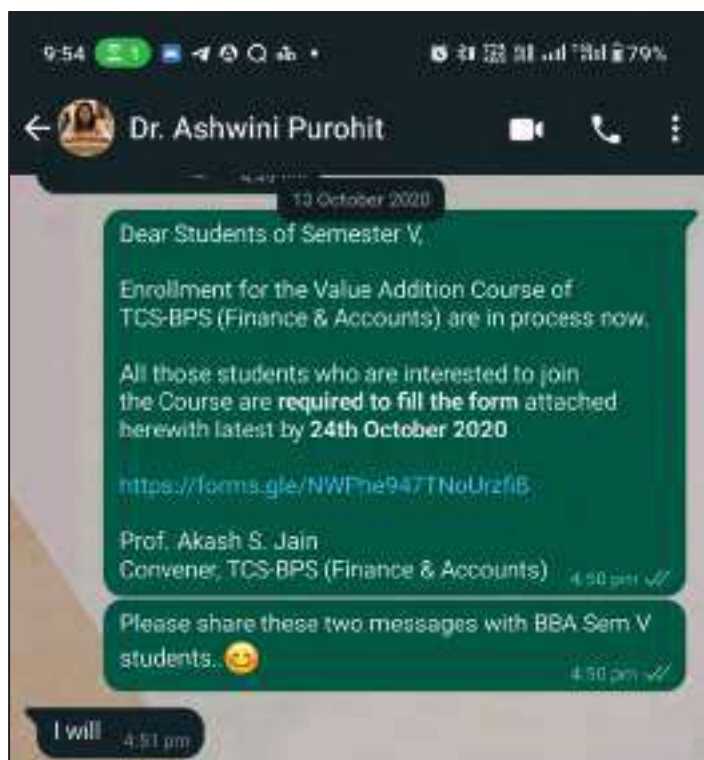 9:54
79%
Dr. Ashwini Purohit
13 October 2020
Dear Students of Semester V,
Enrollment for the Value Addition Course of
TCS-BPS (Finance & Accounts) are in process now.
All those students who are interested to join
the Course are required to fill the form attached
herewith latest by 24th October 2020
Prof. Akash S. Jain
Convener, TCS-BPS (Finance & Accounts)
4:50 pm
Please share these two messages with BBA Sem V
students.. 😊
4:50 pm
I will
4:51 pm